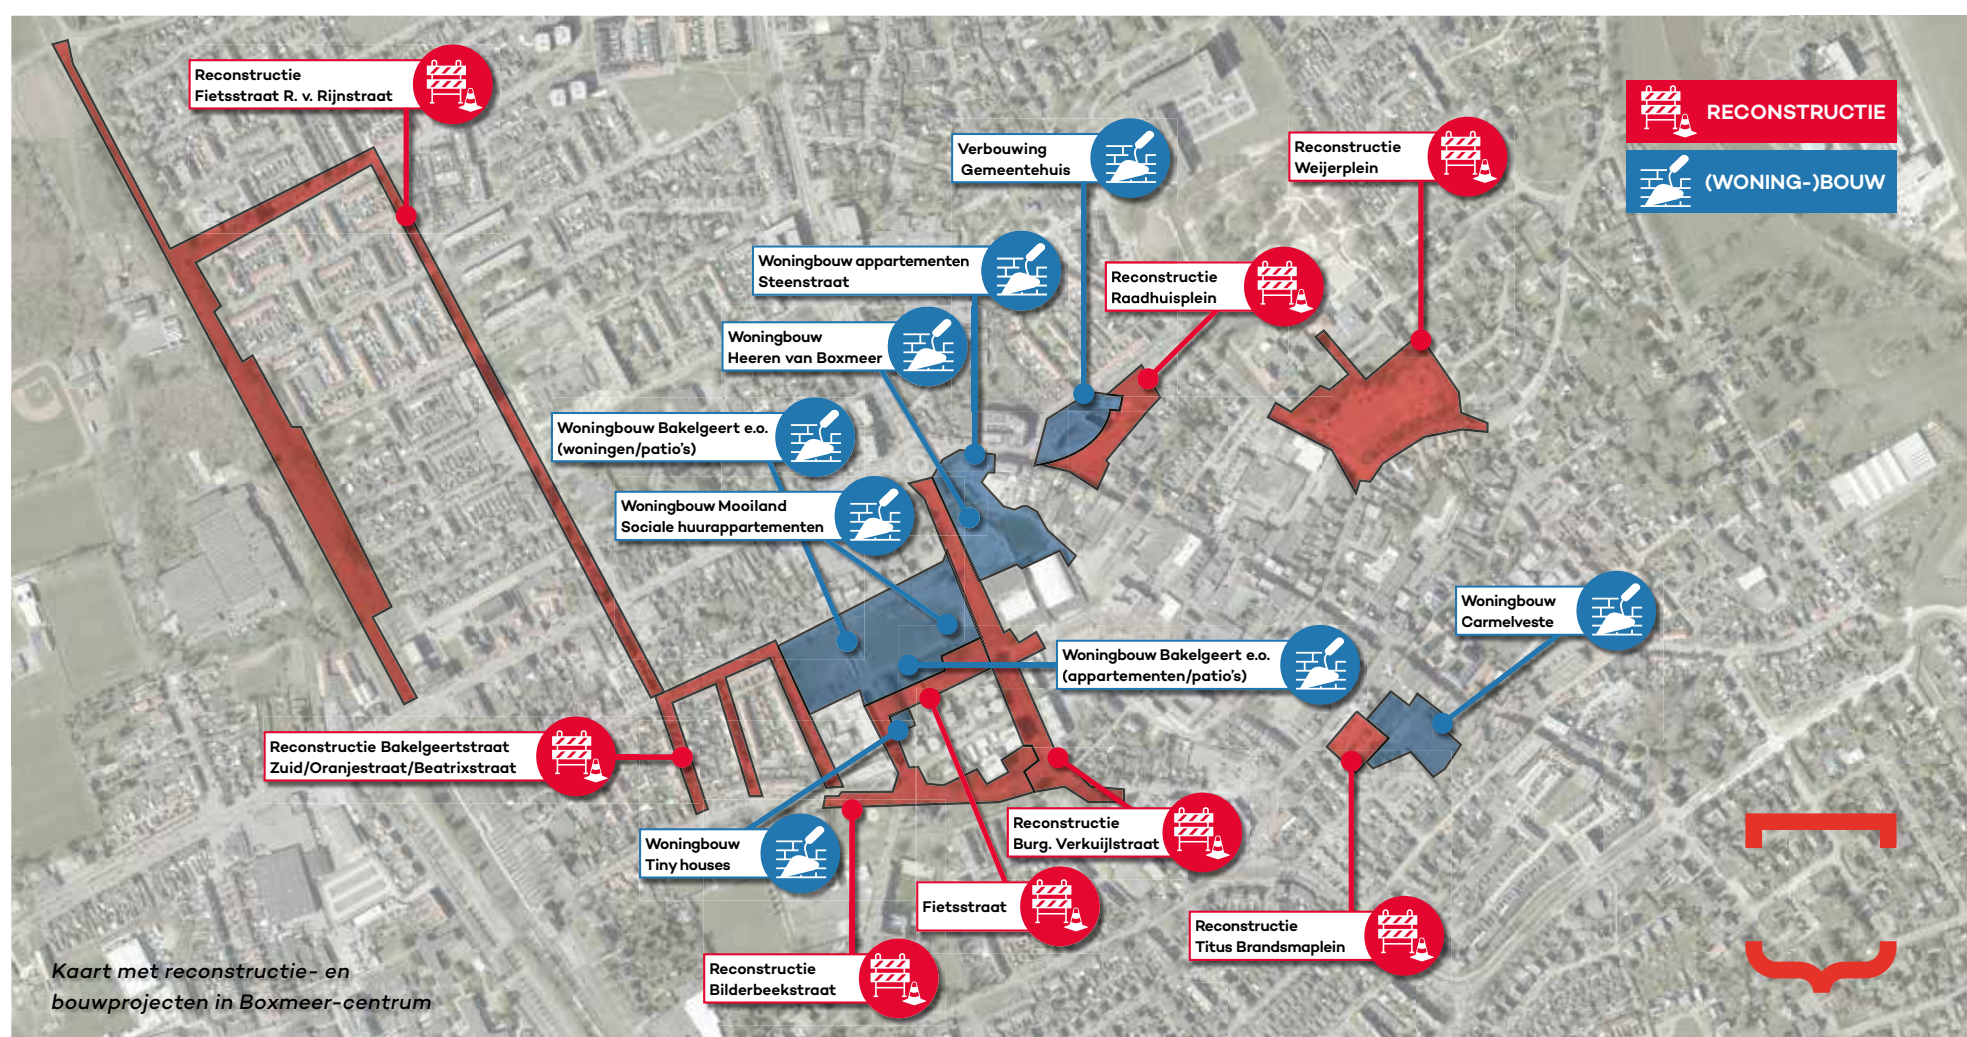 Reconstructie
Fietsstraat R. v. Rijnstraat
RECONSTRUCTIE
(WONING-)BOUW
Verbouwing
Gemeentehuis
Reconstructie
Weijerplein
Woningbouw appartementen
Steenstraat
Reconstructie
Raadhuisplein
Woningbouw
Heeren van Boxmeer
Woningbouw Bakelgeert e.o.
(woningen/patio's)
Woningbouw Mooiland
Sociale huurappartementen
Woningbouw
Carmelveste
Woningbouw Bakelgeert e.o.
(appartementen/patio's)
Reconstructie Bakelgeertstraat
Zuid/Oranjestraat/Beatrixstraat
Woningbouw
Tiny houses
Reconstructie
Burg. Verkuijlstraat
Fietsstraat
Reconstructie
Titus Brandsmaplein
Reconstructie
Bilderbeekstraat
Kaart met reconstructie- en
bouwprojecten in Boxmeer-centrum